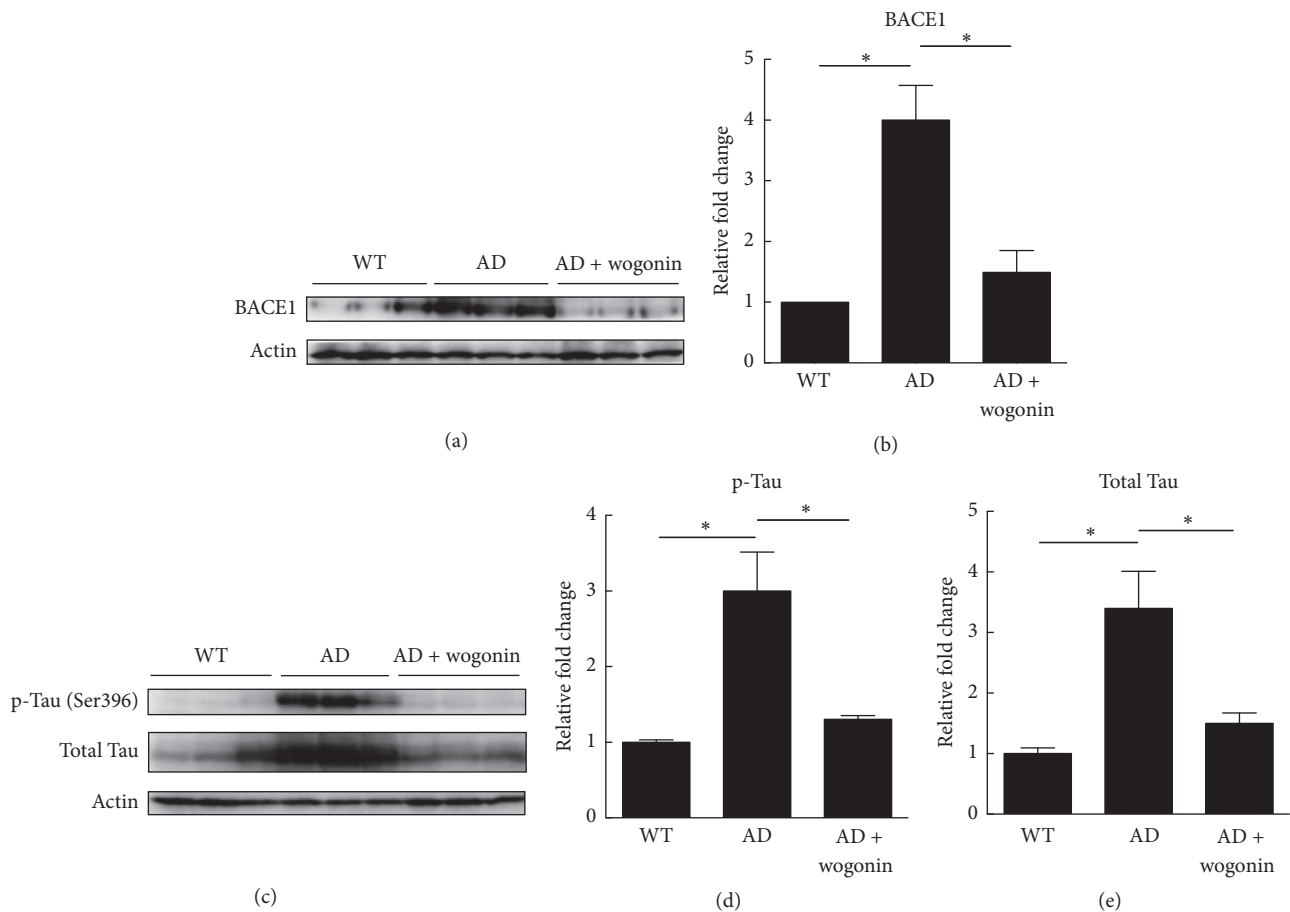 WT AD AD + wogonin
BACE1
Actin
(a)
BACE1
Relative fold change
5
4
3
2
1
0
* *
WT AD AD +
wogonin
(b)
WT AD AD + wogonin
p-Tau (Ser396)
Total Tau
Actin
(c)
p-Tau
Relative fold change
4
3
2
1
0
* *
WT AD AD +
wogonin
(d)
Total Tau
Relative fold change
5
4
3
2
1
0
* *
WT AD AD +
wogonin
(e)